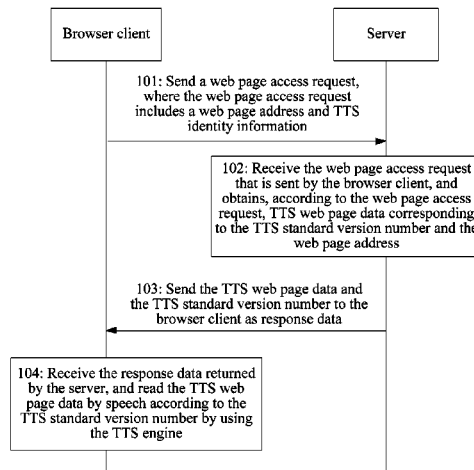 Browser client
Server
101: Send a web page access request,
where the web page access request
includes a web page address and TTS
identity information
102: Receive the web page access request
that is sent by the browser client, and
obtains, according to the web page access
request, TTS web page data corresponding
to the TTS standard version number and the
web page address
103: Send the TTS web page data and
the TTS standard version number to the
browser client as response data
104: Receive the response data returned
by the server, and read the TTS web
page data by speech according to the
TTS standard version number by using
the TTS engine